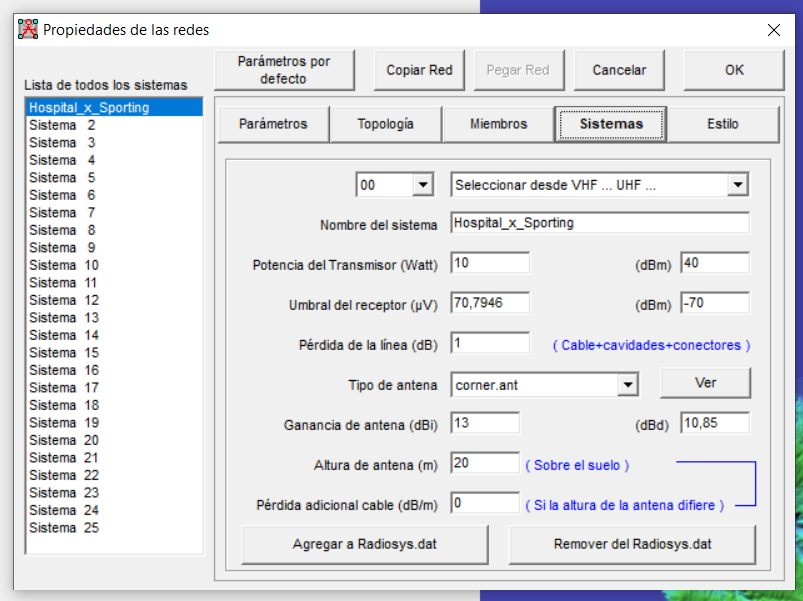 Propiedades de las redes
Parámetros por
defecto
Copiar Red
Pegar Red
Cancelar
OK
Lista de todos los sistemas
Hospital_x_Sporting
Sistema 2
Sistema 3
Sistema 4
Sistema 5
Sistema 6
Sistema 7
Sistema 8
Sistema 9
Sistema 10
Sistema 11
Sistema 12
Sistema 13
Sistema 14
Sistema 15
Sistema 16
Sistema 17
Sistema 18
Sistema 19
Sistema 20
Sistema 21
Sistema 22
Sistema 23
Sistema 24
Sistema 25
Parámetros
Topología
Miembros
Sistemas
Estilo
00
Seleccionar desde VHF ... UHF ...
Nombre del sistema Hospital_x_Sporting
Potencia del Transmisor (Watt) 10 (dBm) 40
Umbral del receptor (µV) 70,7946 (dBm) -70
Pérdida de la línea (dB) 1 ( Cable+cavidades+conectores )
Tipo de antena corner.ant Ver
Ganancia de antena (dBi) 13 (dBd) 10,85
Altura de antena (m) 20 ( Sobre el suelo )
Pérdida adicional cable (dB/m) 0 ( Si la altura de la antena difiere )
Agregar a Radiosys.dat
Remover del Radiosys.dat